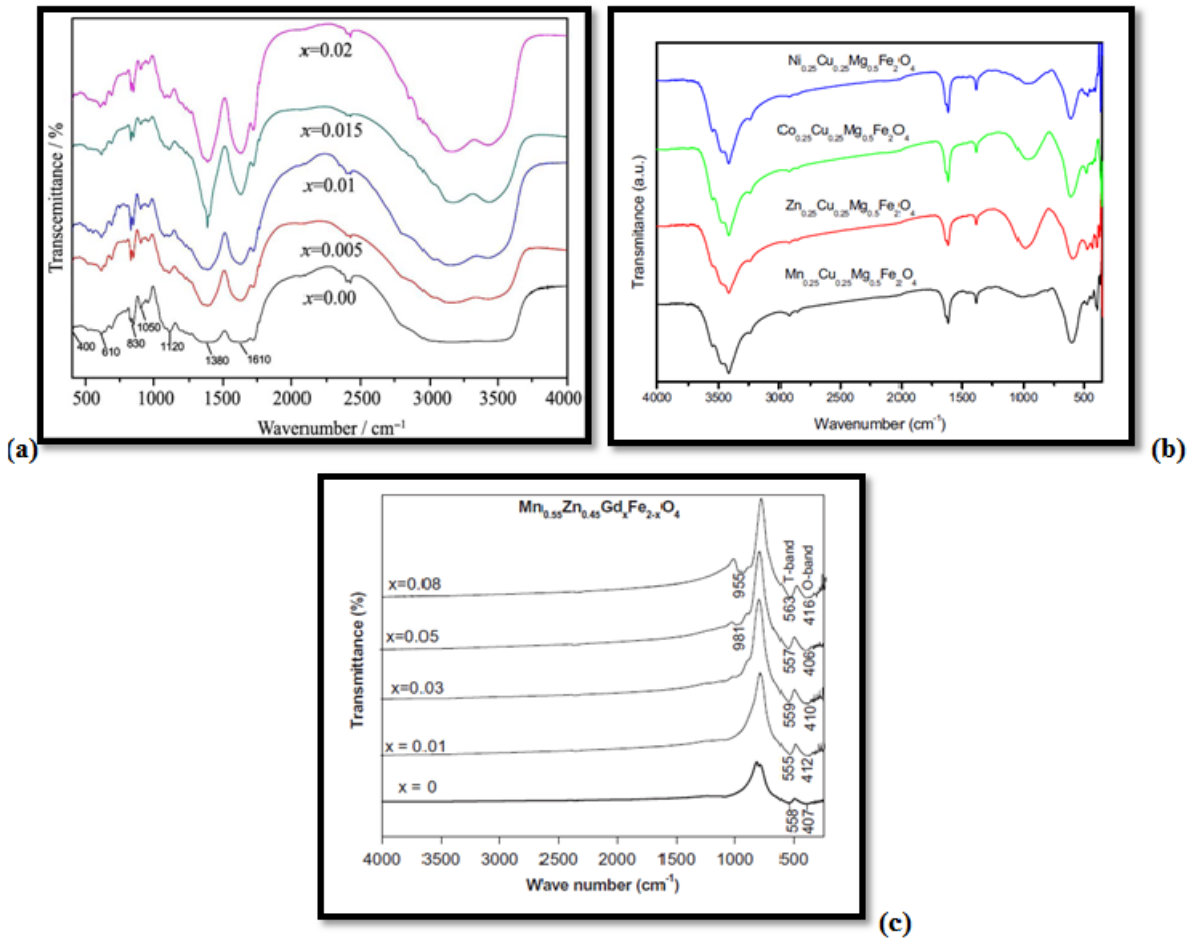 Transcemittance / %
x=0.02
x=0.015
x=0.01
x=0.005
x=0.00
400
610
830
1050
1120
1380
1610
500 1000 1500 2000 2500 3000 3500 4000
Wavenumber / cm⁻¹
(a)
Transmitance (a.u.)
Ni₀.₂₅Cu₀.₂₅Mg₀.₅Fe₂O₄
Co₀.₂₅Cu₀.₂₅Mg₀.₅Fe₂O₄
Zn₀.₂₅Cu₀.₂₅Mg₀.₅Fe₂O₄
Mn₀.₂₅Cu₀.₂₅Mg₀.₅Fe₂O₄
4000 3500 3000 2500 2000 1500 1000 500
Wavenumber (cm⁻¹)
(b)
Mn₀.₅₅Zn₀.₄₅GdₓFe₂₋ₓO₄
Transmittance (%)
T-band
O-band
x=0.08
955
563
416
x=0.05
981
557
406
x=0.03
559
410
x = 0.01
555
412
x = 0
558
407
4000 3500 3000 2500 2000 1500 1000 500
Wave number (cm⁻¹)
(c)